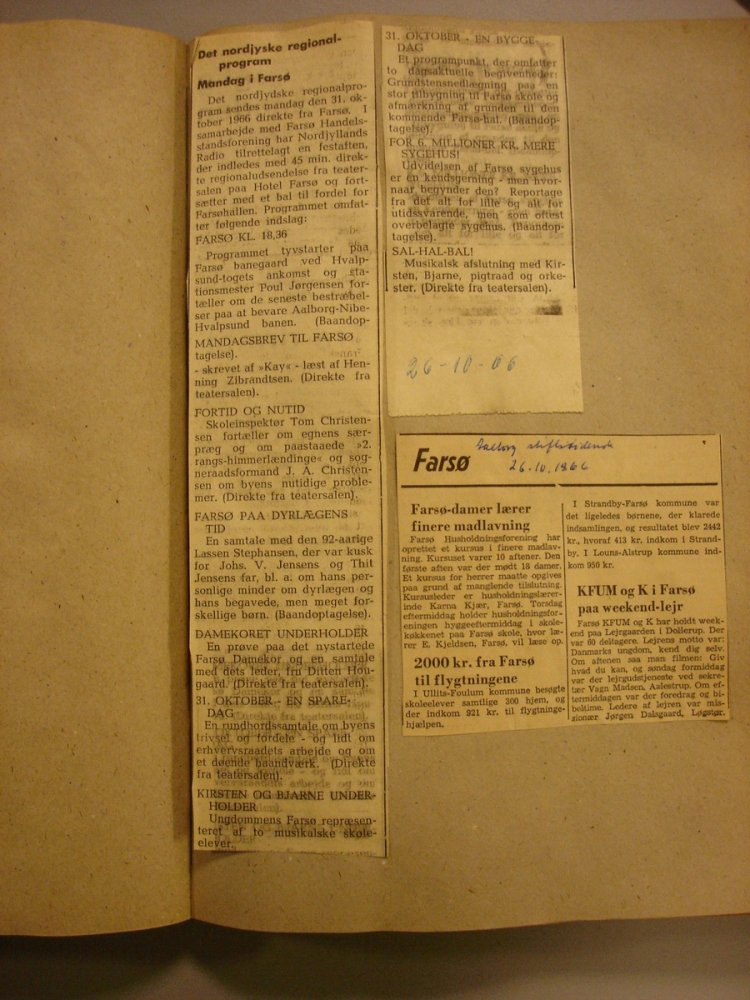 Det nordjyske regional-
program
Mandag i Farsø
Det nordjydske regionalpro-
gram sendes mandag den 31. ok-
tober 1966 direkte fra Farsø. I
samarbejde med Farsø Handels-
standsforening har Nordjyllands
Radio tilrettelagt en festaften,
der indledes med 45 min. direk-
te regionaludsendelse fra teater-
salen paa Hotel Farsø og fort-
sætter med et bal til fordel for
Farsøhallen. Programmet omfat-
ter følgende indslag:
FARSØ KL. 18,36
Programmet tyvstarter paa
Farsø banegaard ved Hvalp-
sund-togets ankomst og sta-
tionsmester Poul Jørgensen for-
tæller om de seneste bestræbel-
ser paa at bevare Aalborg-Nibe-
Hvalpsund banen. (Baandop-
MANDAGSBREV TIL FARSØ
tagelse).
- skrevet af »Kay« - læst af Hen-
ning Zibrandtsen. (Direkte fra
teatersalen).
FORTID OG NUTID
Skoleinspektør Tom Christen-
sen fortæller om egnens sær-
præg og om paastaaede »2.
rangs-himmerlændinge« og sog-
neraadsformand J. A. Christen-
sen om byens nutidige proble-
mer. (Direkte fra teatersalen).
FARSØ PAA DYRLÆGENS
TID
En samtale med den 92-aarige
Lassen Stephansen, der var kusk
for Johs. V. Jensens og Thit
Jensens far, bl. a. om hans per-
sonlige minder om dyrlægen og
hans begavede, men meget for-
skellige børn. (Baandoptagelse).
DAMEKORET UNDERHOLDER
En prøve paa det nystartede
Farsø Damekor og en samtale
med dets leder, fru Ditten Hou-
gaard. (Direkte fra teatersalen).
31. OKTOBER - EN SPARE-
DAG
En rundbordssamtale om byens
trivsel og fordele - og lidt om
erhvervsraadets arbejde og om
et døende haandværk. (Direkte
fra teatersalen).
KIRSTEN OG BJARNE UNDER-
HOLDER
Ungdommens Farsø repræsen-
teret af to musikalske skole-
elever.
31. OKTOBER - EN BYGGE-
DAG
Et programpunkt, der omfatter
to dagsaktuelle begivenheder:
Grundstensnedlægning paa en
stor tilbygning til Farsø skole og
afmærkning af grunden til den
kommende Farsø-hal. (Baandop-
tagelse).
FOR 6. MILLIONER KR. MERE
SYGEHUS!
Udvidelsen af Farsø sygehus
er en kendsgerning - men hvor-
naar begynder den? Reportage
fra det alt for lille og alt for
utidssvarende, men som oftest
overbelagte sygehus. (Baandop-
tagelse).
SAL-HAL-BAL!
Musikalsk afslutning med Kir-
sten, Bjarne, pigtraad og orke-
ster. (Direkte fra teatersalen).
26-10-66
Farsø
Aalborg stiftstidende
26.10.1966
Farsø-damer lærer
finere madlavning
Farsø Husholdningsforening har
oprettet et kursus i finere madlav-
ning. Kursuset varer 10 aftener. Den
første aften var der mødt 18 damer.
Et kursus for herrer maatte opgives
paa grund af manglende tilslutning.
Kursusleder er husholdningslærer-
inde Karna Kjær, Farsø. Torsdag
eftermiddag holder husholdningsfor-
eningen hyggeeftermiddag i skole-
køkkenet paa Farsø skole, hvor læ-
rer E. Kjeldsen, Farsø, vil læse op.
2000 kr. fra Farsø
til flygtningene
I Ullits-Foulum kommune besøgte
skoleelever samtlige 300 hjem, og
der indkom 921 kr. til flygtninge-
hjælpen.
I Strandby-Farsø kommune var
det ligeledes børnene, der klarede
indsamlingen, og resultatet blev 2442
kr., hvoraf 413 kr. indkom i Strand-
by. I Louns-Alstrup kommune ind-
kom 950 kr.
KFUM og K i Farsø
paa weekend-lejr
Farsø KFUM og K har holdt week-
end paa Lejrgaarden i Dollerup. Der
var 60 deltagere. Lejrens motto var:
Danmarks ungdom, kend dig selv.
Om aftenen saa man filmen: Giv
hvad du kan, og søndag formiddag
var der lejrgudstjeneste ved sekre-
tær Vagn Madsen, Aalestrup. Om ef-
termiddagen var der foredrag og bi-
beltime. Ledere af lejren var mis-
sionær Jørgen Dalsgaard, Løgstør.